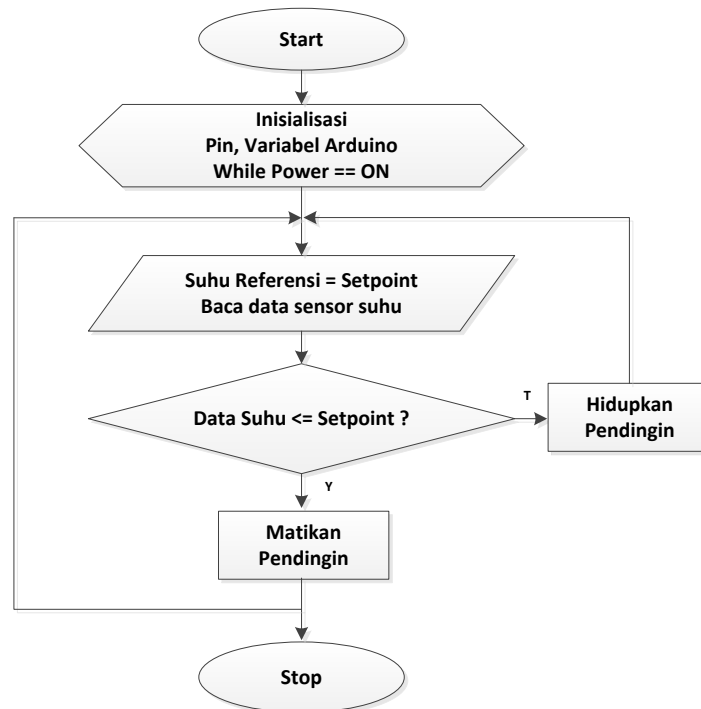 Start
Inisialisasi
Pin, Variabel Arduino
While Power == ON
Suhu Referensi = Setpoint
Baca data sensor suhu
Data Suhu <= Setpoint ?
T
Hidupkan
Pendingin
Y
Matikan
Pendingin
Stop